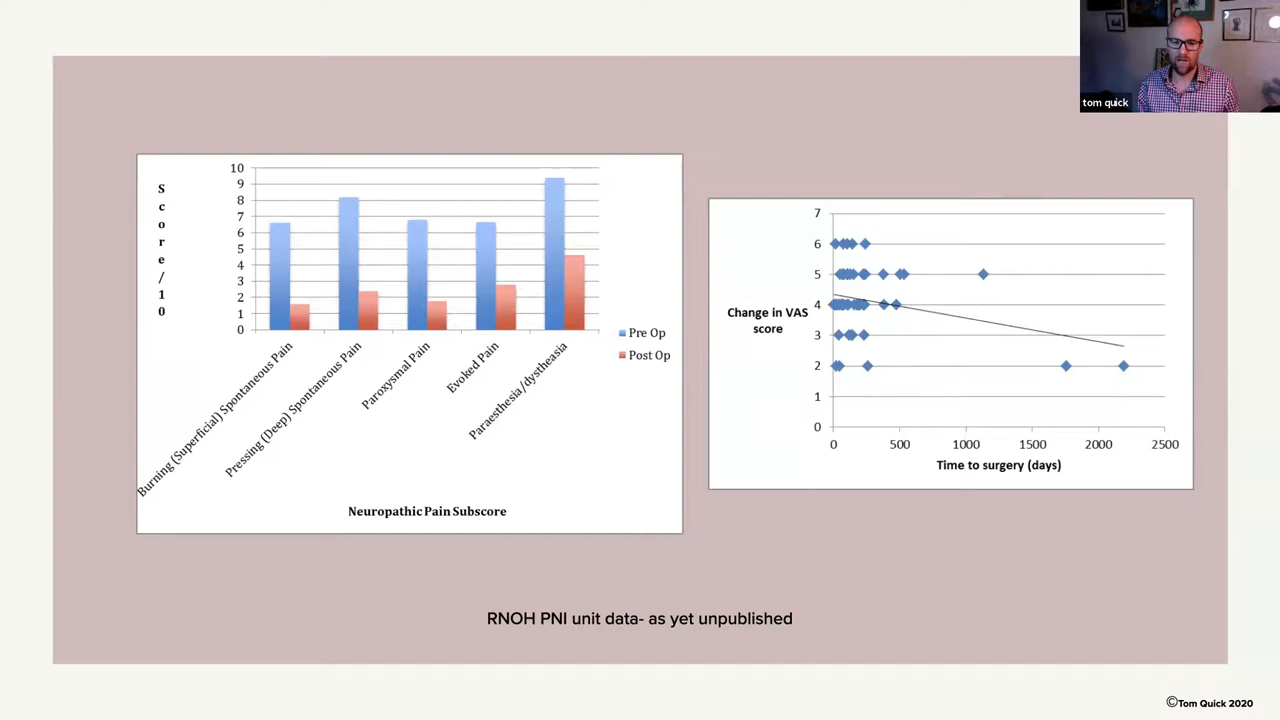 tom quick
Score/10
10
9
8
7
6
5
4
3
2
1
0
Pre Op
Post Op
Burning (Superficial) Spontaneous Pain
Pressing (Deep) Spontaneous Pain
Paroxysmal Pain
Evoked Pain
Paraesthesia/dystheasia
Neuropathic Pain Subscore
7
6
5
4
3
2
1
0
Change in VAS
score
0 500 1000 1500 2000 2500
Time to surgery (days)
RNOH PNI unit data- as yet unpublished
©Tom Quick 2020